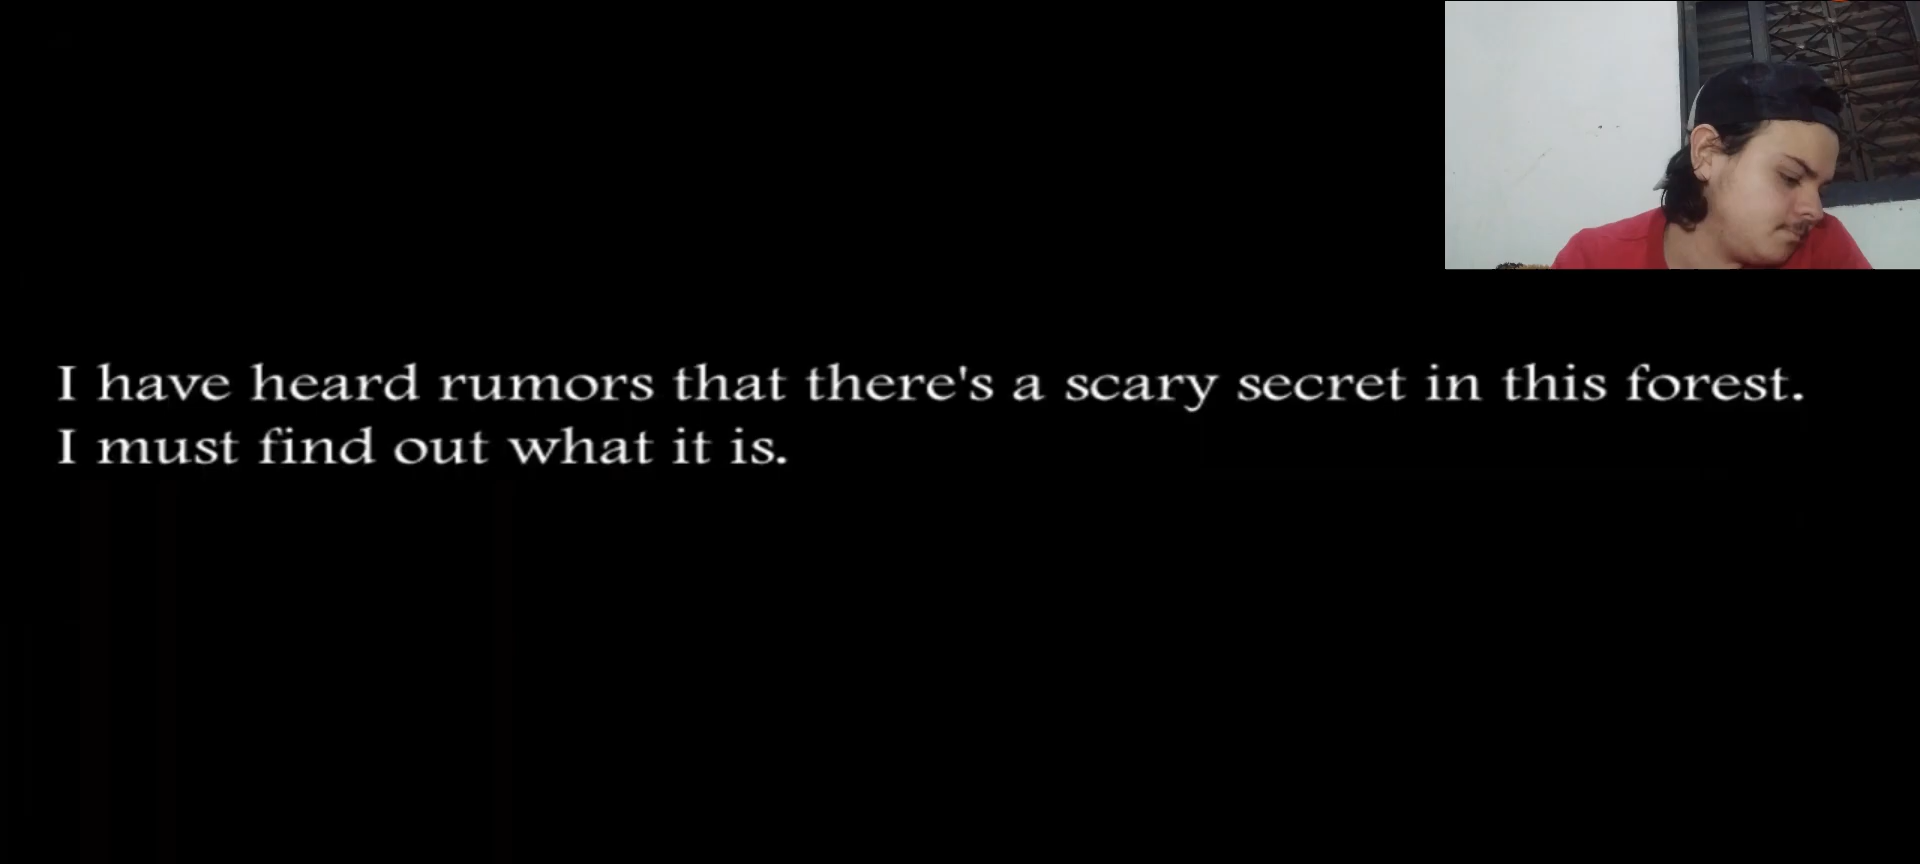 I have heard rumors that there's a scary secret in this forest.
I must find out what it is.